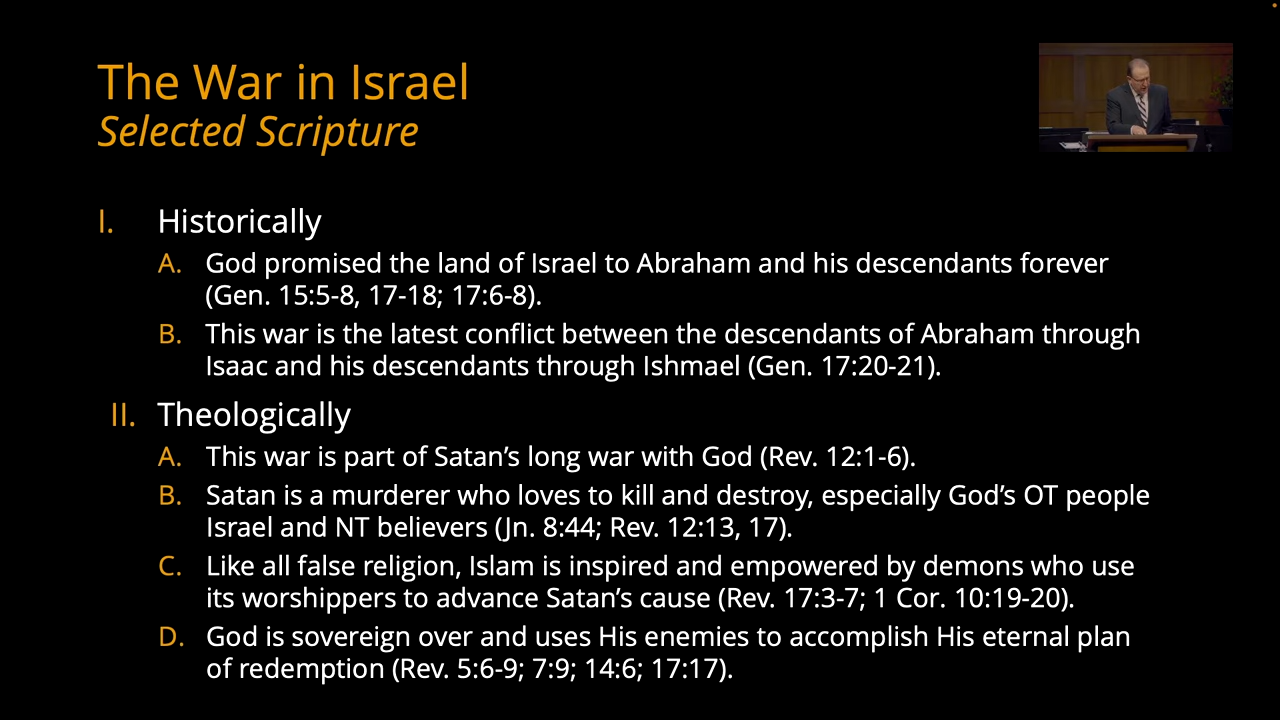 The War in Israel
Selected Scripture
I. Historically
A. God promised the land of Israel to Abraham and his descendants forever
(Gen. 15:5-8, 17-18; 17:6-8).
B. This war is the latest conflict between the descendants of Abraham through
Isaac and his descendants through Ishmael (Gen. 17:20-21).
II. Theologically
A. This war is part of Satan’s long war with God (Rev. 12:1-6).
B. Satan is a murderer who loves to kill and destroy, especially God’s OT people
Israel and NT believers (Jn. 8:44; Rev. 12:13, 17).
C. Like all false religion, Islam is inspired and empowered by demons who use
its worshippers to advance Satan’s cause (Rev. 17:3-7; 1 Cor. 10:19-20).
D. God is sovereign over and uses His enemies to accomplish His eternal plan
of redemption (Rev. 5:6-9; 7:9; 14:6; 17:17).